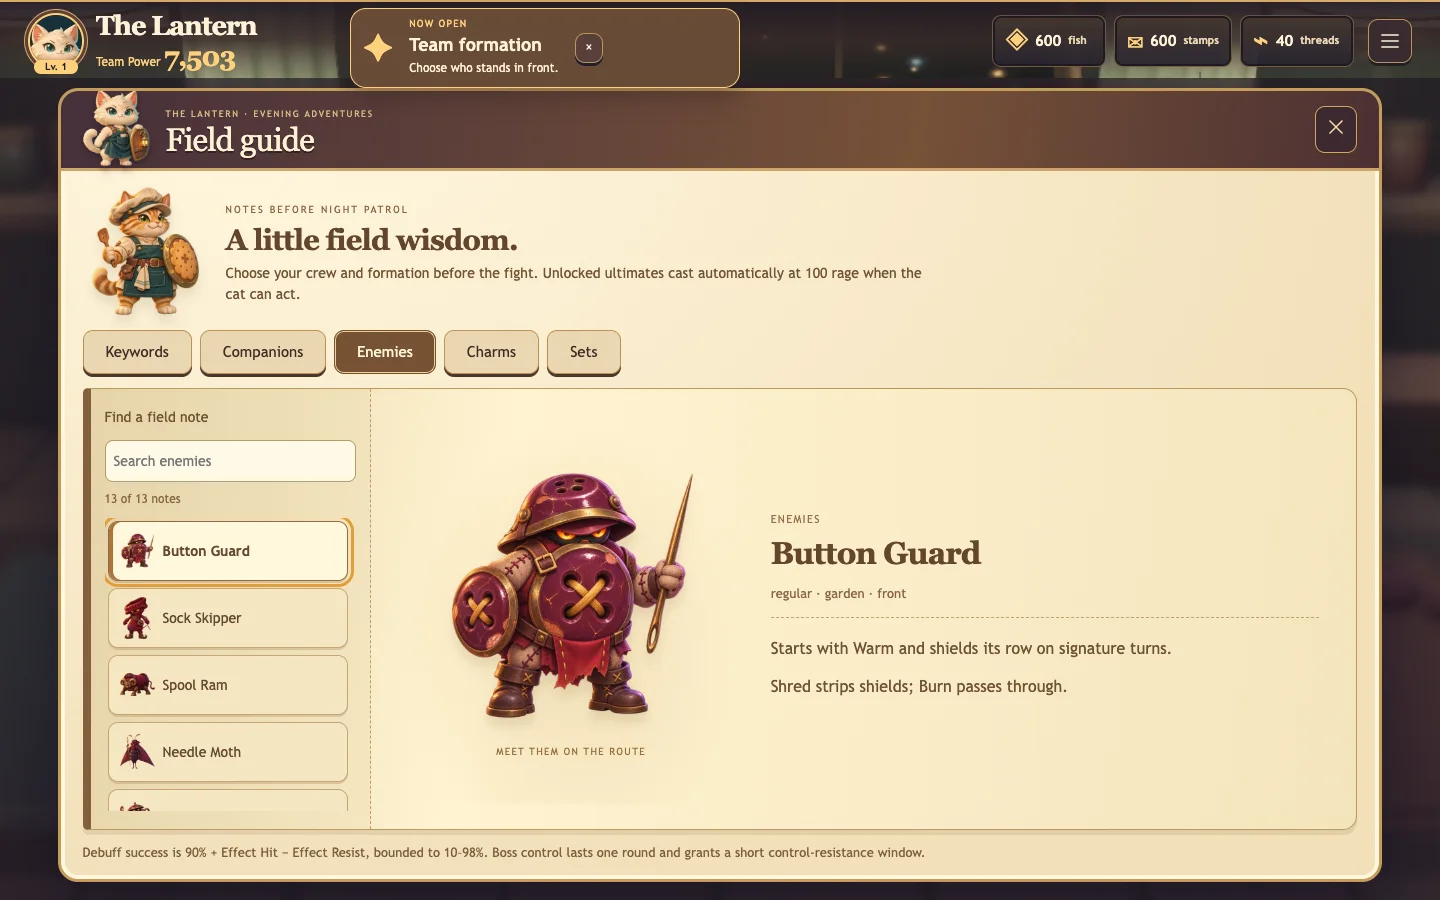 The Lantern
Lv. 1
Team Power 7,503
NOW OPEN
Team formation
Choose who stands in front.
×
600 fish
600 stamps
40 threads
THE LANTERN · EVENING ADVENTURES
Field guide
NOTES BEFORE NIGHT PATROL
A little field wisdom.
Choose your crew and formation before the fight. Unlocked ultimates cast automatically at 100 rage when the
cat can act.
Keywords
Companions
Enemies
Charms
Sets
Find a field note
Search enemies
13 of 13 notes
Button Guard
Sock Skipper
Spool Ram
Needle Moth
MEET THEM ON THE ROUTE
ENEMIES
Button Guard
regular · garden · front
Starts with Warm and shields its row on signature turns.
Shred strips shields; Burn passes through.
Debuff success is 90% + Effect Hit − Effect Resist, bounded to 10–98%. Boss control lasts one round and grants a short control-resistance window.